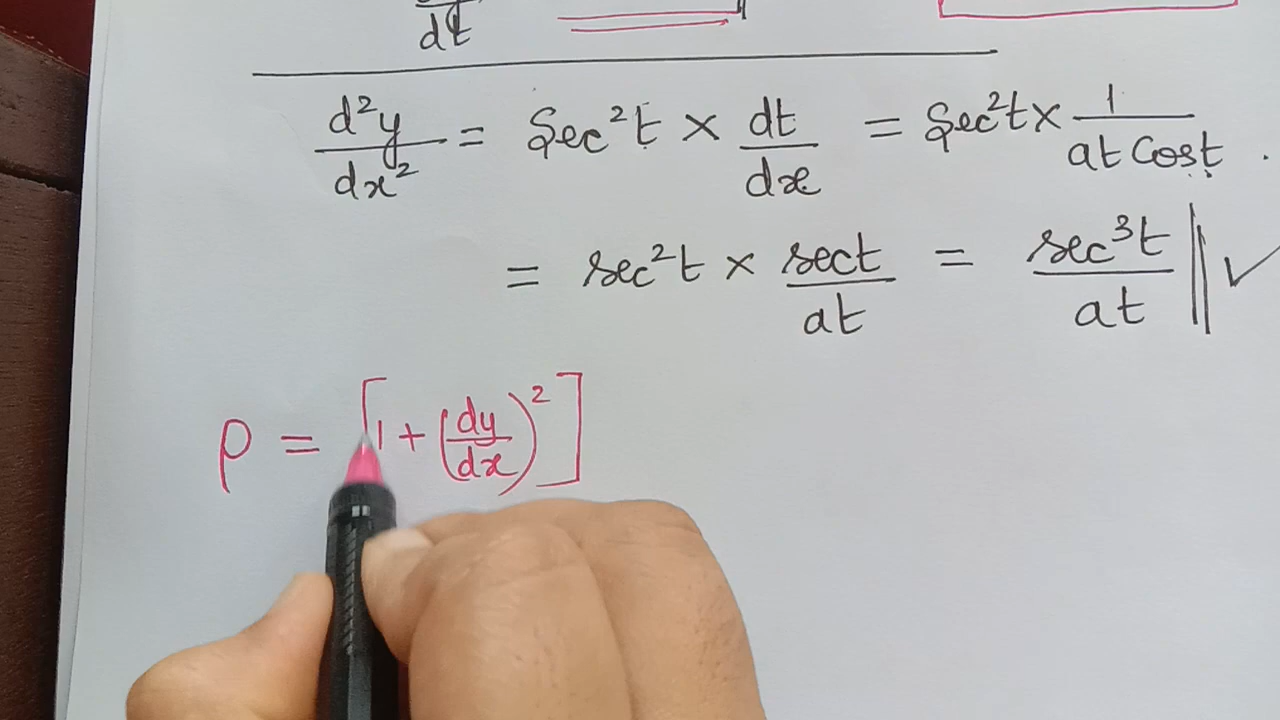 dt
d²y/dx² = Sec²t × dt/dx = Sec²t × 1/at Cost .
= sec²t × sect/at = sec³t/at ‖ ✓
ρ = [1 + (dy/dx)²]